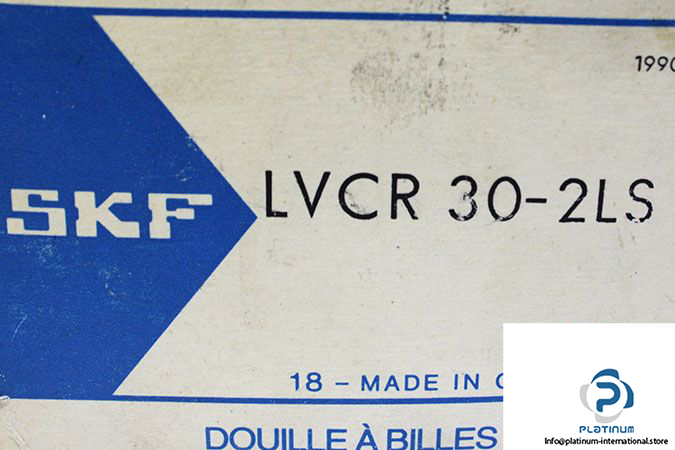 1990
SKF
LVCR 30-2LS
18 - MADE IN
DOUILLE À BILLES
PLATINUM
Info@platinum-international.store